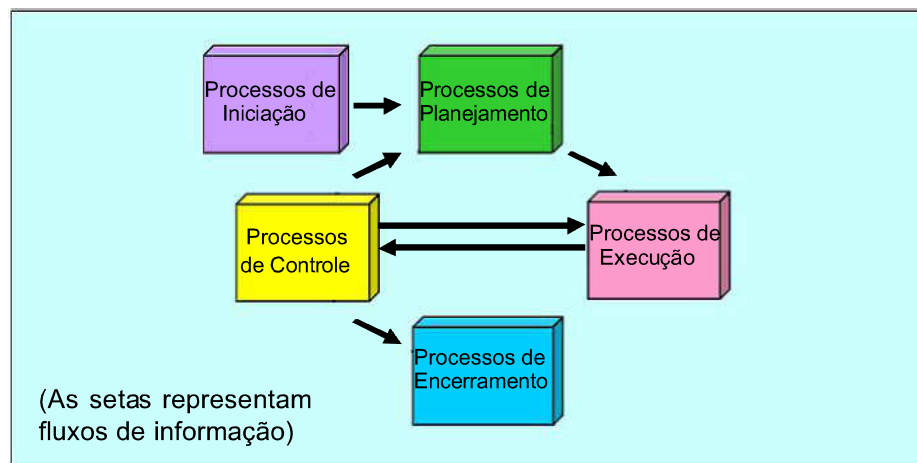 Processos de
Iniciação
Processos de
Planejamento
Processos
de Controle
Processos de
Execução
Processos de
Encerramento
(As setas representam
fluxos de informação)